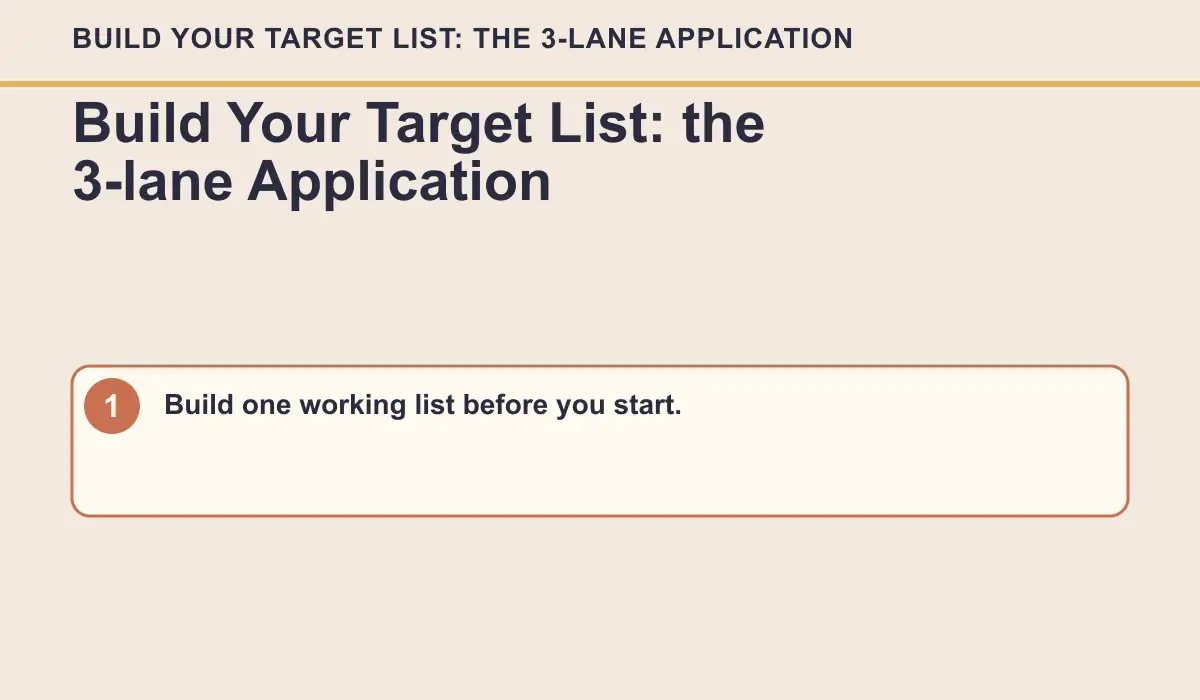 BUILD YOUR TARGET LIST: THE 3-LANE APPLICATION
Build Your Target List: the
3-lane Application
1 Build one working list before you start.